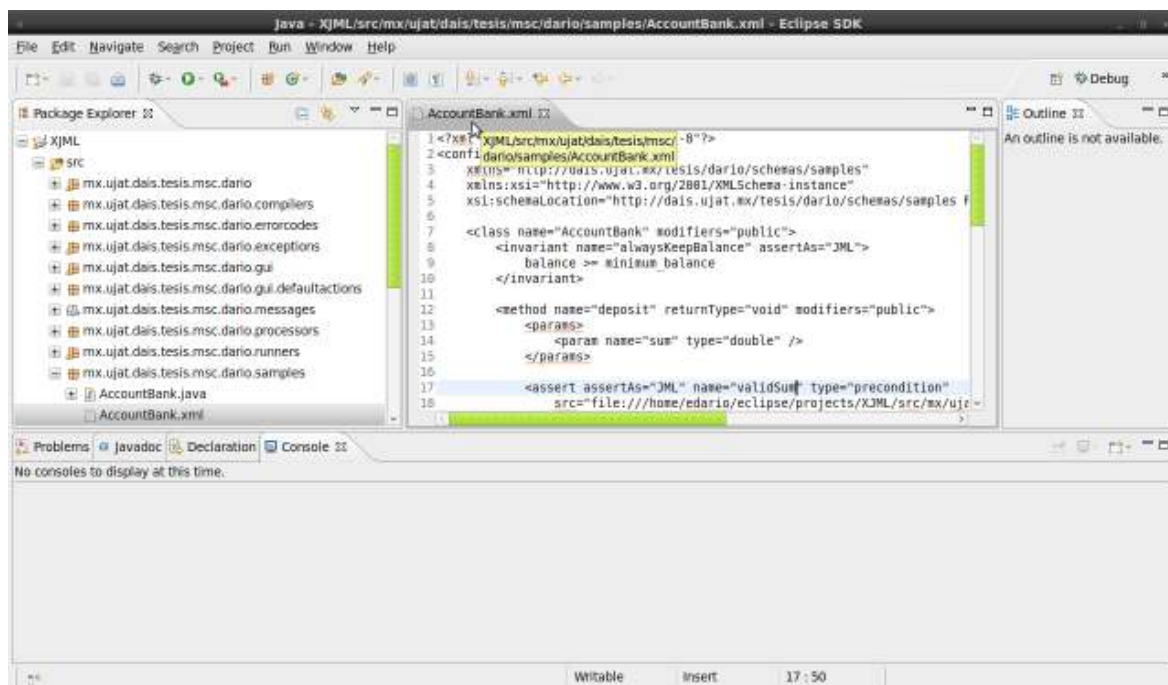 Java - XJML/src/mx/ujat/dais/tesis/msc/dario/samples/AccountBank.xml - Eclipse SDK
File Edit Navigate Search Project Run Window Help
Debug
Package Explorer
AccountBank.xml
Outline
XJML
src
mx.ujat.dais.tesis.msc.dario
mx.ujat.dais.tesis.msc.dario.compilers
mx.ujat.dais.tesis.msc.dario.errorcodes
mx.ujat.dais.tesis.msc.dario.exceptions
mx.ujat.dais.tesis.msc.dario.gui
mx.ujat.dais.tesis.msc.dario.gui.defaultactions
mx.ujat.dais.tesis.msc.dario.messages
mx.ujat.dais.tesis.msc.dario.processors
mx.ujat.dais.tesis.msc.dario.runners
mx.ujat.dais.tesis.msc.dario.samples
AccountBank.java
AccountBank.xml
1 <?xml -8"?>
XJML/src/mx/ujat/dais/tesis/msc/
dario/samples/AccountBank.xml
2 <confi
3 xmlns="http://dais.ujat.mx/tesis/dario/schemas/samples"
4 xmlns:xsi="http://www.w3.org/2001/XMLSchema-instance"
5 xsi:schemaLocation="http://dais.ujat.mx/tesis/dario/schemas/samples
6
7 <class name="AccountBank" modifiers="public">
8 <invariant name="alwaysKeepBalance" assertAs="JML">
9 balance >= minimum_balance
10 </invariant>
11
12 <method name="deposit" returnType="void" modifiers="public">
13 <params>
14 <param name="sum" type="double" />
15 </params>
16
17 <assert assertAs="JML" name="validSum" type="precondition"
18 src="file:///home/edario/eclipse/projects/XJML/src/mx/uja
An outline is not available.
Problems Javadoc Declaration Console
No consoles to display at this time.
Writable Insert 17 : 50